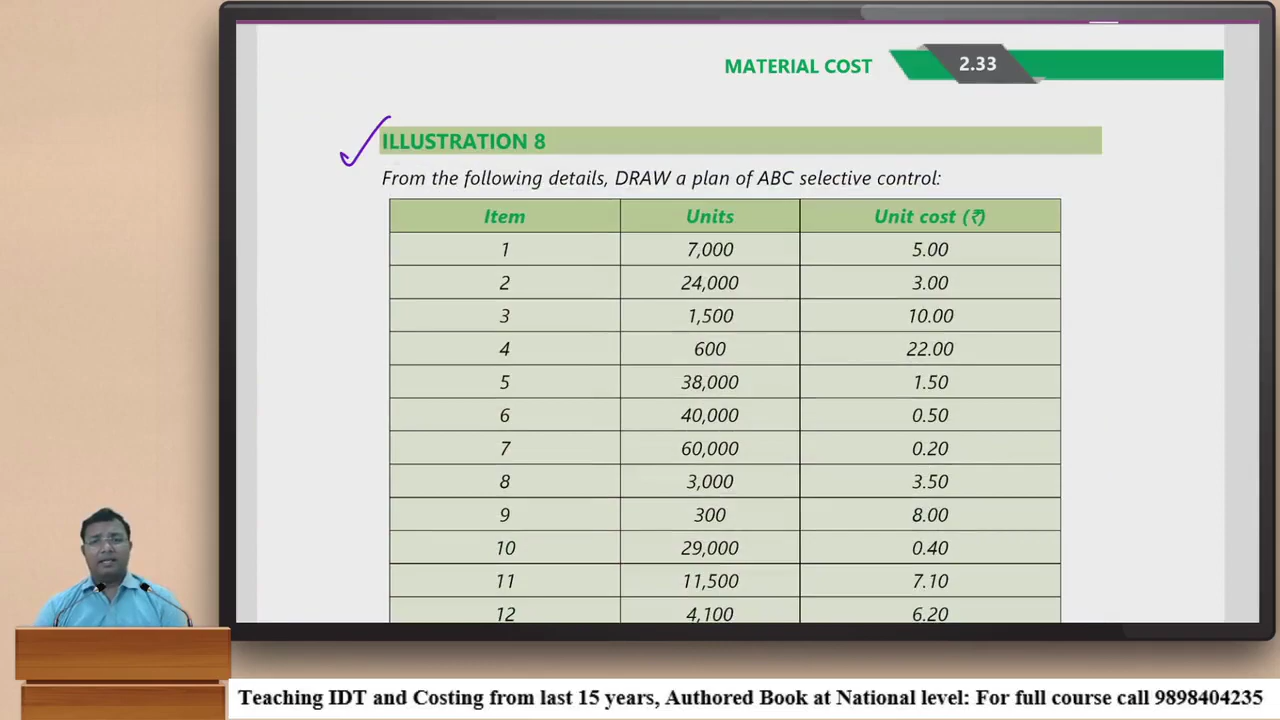 MATERIAL COST 2.33
ILLUSTRATION 8
From the following details, DRAW a plan of ABC selective control:
Item Units Unit cost (₹)
1 7,000 5.00
2 24,000 3.00
3 1,500 10.00
4 600 22.00
5 38,000 1.50
6 40,000 0.50
7 60,000 0.20
8 3,000 3.50
9 300 8.00
10 29,000 0.40
11 11,500 7.10
12 4,100 6.20
Teaching IDT and Costing from last 15 years, Authored Book at National level: For full course call 9898404235